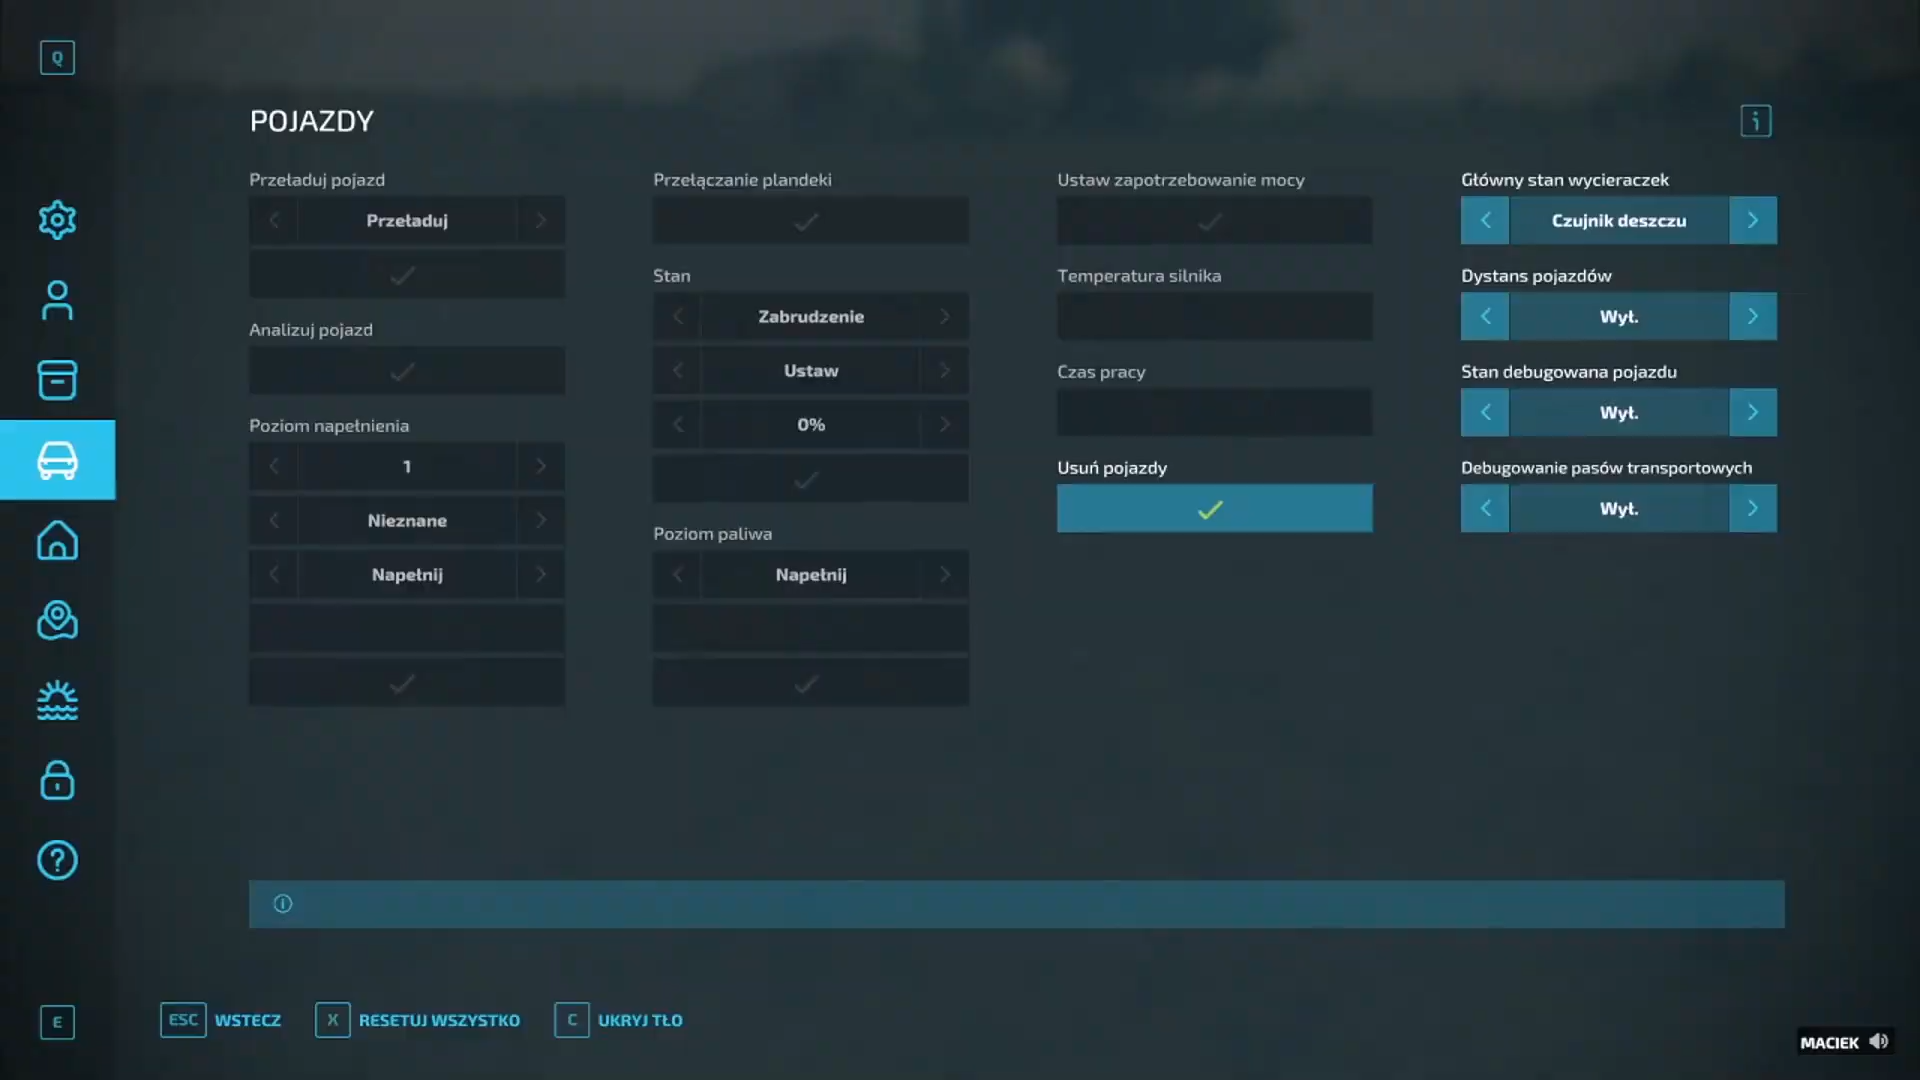 Q
POJAZDY
Przeładuj pojazd
Przeładuj
Analizuj pojazd
Poziom napełnienia
1
Nieznane
Napełnij
Przełączanie plandeki
Stan
Zabrudzenie
Ustaw
0%
Poziom paliwa
Napełnij
Ustaw zapotrzebowanie mocy
Temperatura silnika
Czas pracy
Usuń pojazdy
Główny stan wycieraczek
Czujnik deszczu
Dystans pojazdów
Wył.
Stan debugowana pojazdu
Wył.
Debugowanie pasów transportowych
Wył.
E
ESC WSTECZ
X RESETUJ WSZYSTKO
C UKRYJ TŁO
MACIEK